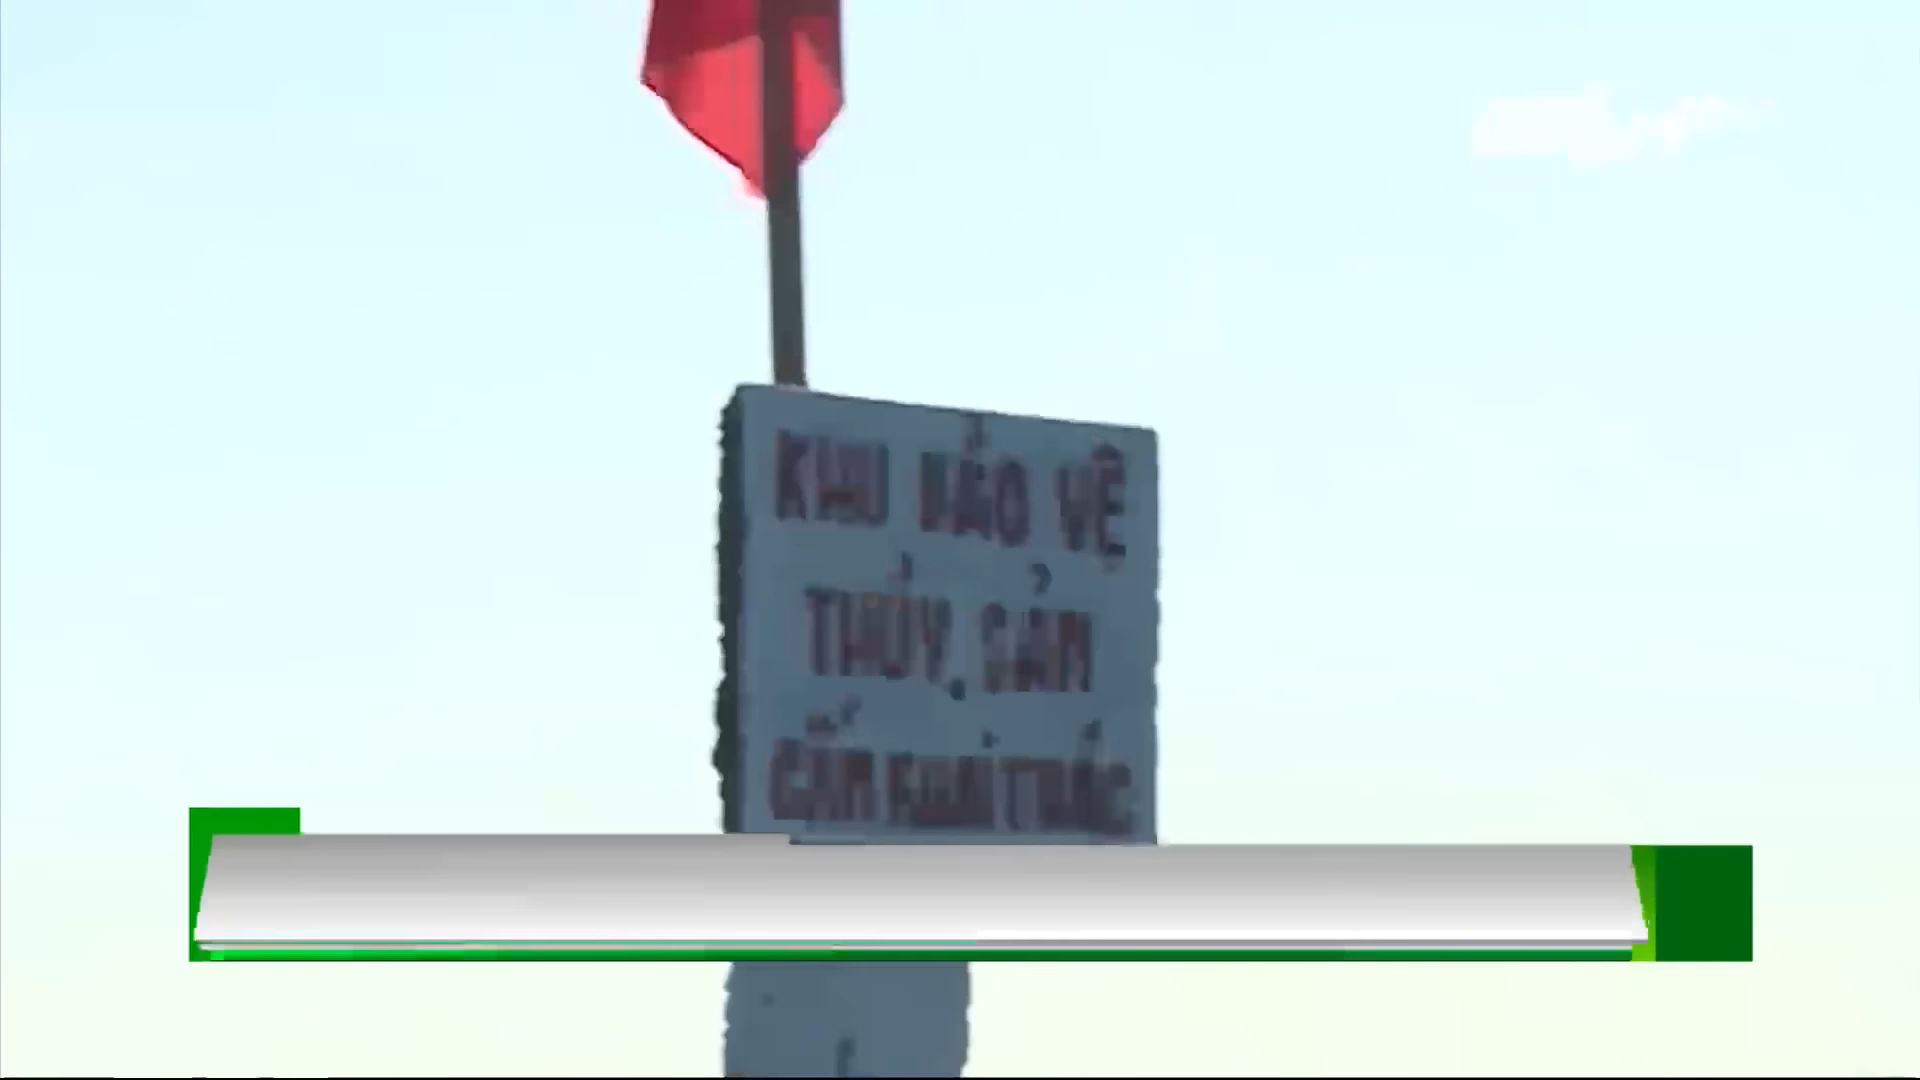 KHU BẢO VỆ
THỦY SẢN
CẤM KHAI THÁC